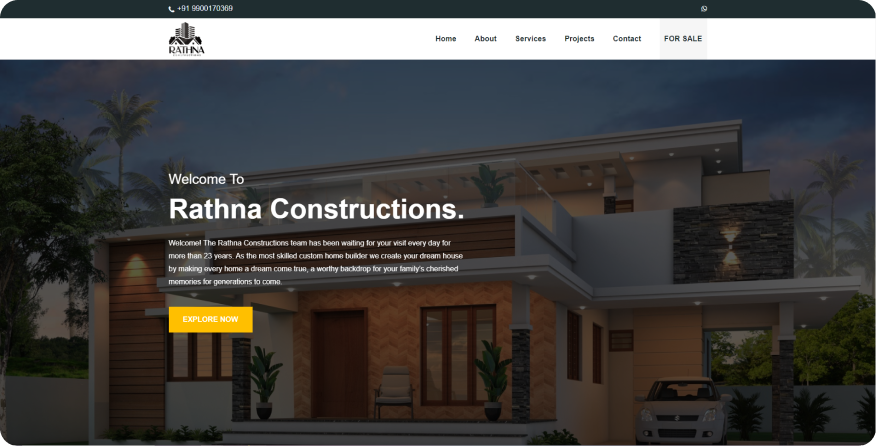 +91 9900170369
RATHNA
Home About Services Projects Contact FOR SALE
Welcome To
Rathna Constructions.
Welcome! The Rathna Constructions team has been waiting for your visit every day for
more than 23 years. As the most skilled custom home builder we create your dream house
by making every home a dream come true, a worthy backdrop for your family's cherished
memories for generations to come.
EXPLORE NOW